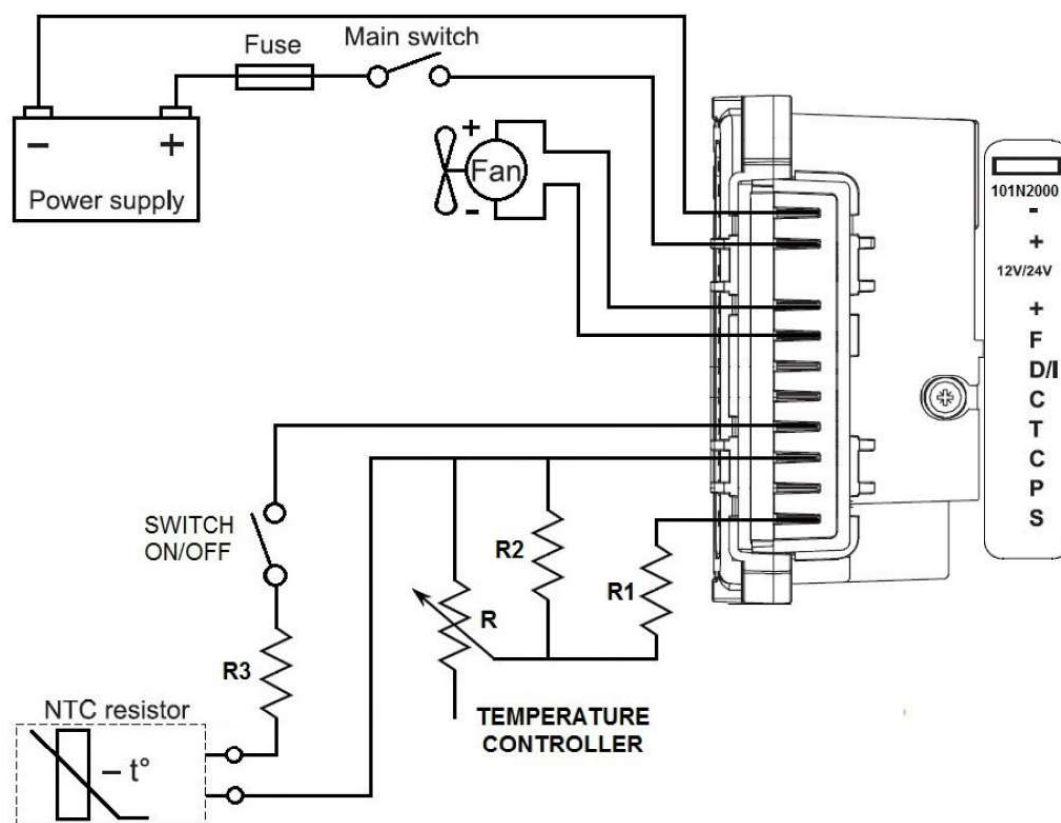 Fuse
Main switch
+
Fan
-
- +
Power supply
101N2000
-
+
12V/24V
+
F
D/I
C
T
C
P
S
SWITCH
ON/OFF
R2
R1
R
R3
NTC resistor
– t°
TEMPERATURE
CONTROLLER